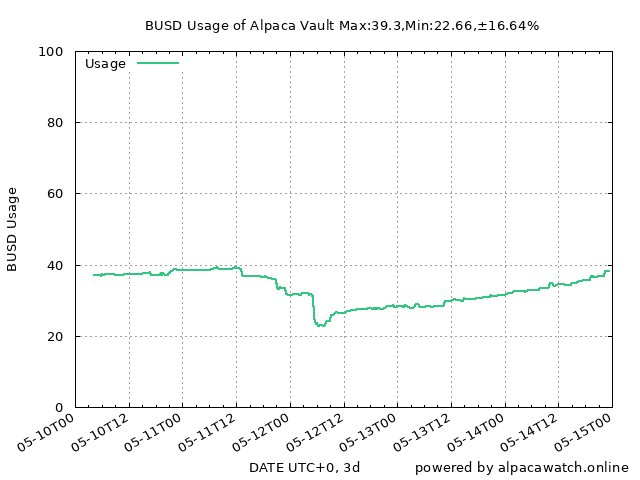 BUSD Usage of Alpaca Vault Max:39.3,Min:22.66,±16.64%
Usage
100
80
60
40
20
0
BUSD Usage
05-10T00
05-10T12
05-11T00
05-11T12
05-12T00
05-12T12
05-13T00
05-13T12
05-14T00
05-14T12
05-15T00
DATE UTC+0, 3d
powered by alpacawatch.online